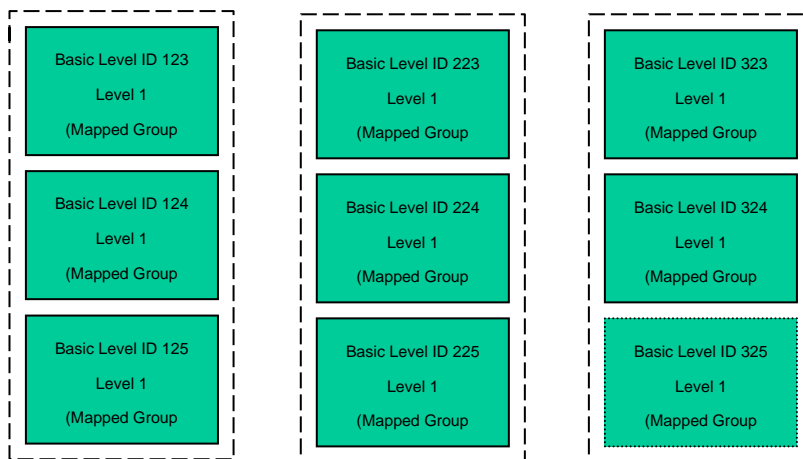 Basic Level ID 123
Level 1
(Mapped Group
Basic Level ID 124
Level 1
(Mapped Group
Basic Level ID 125
Level 1
(Mapped Group
Basic Level ID 223
Level 1
(Mapped Group
Basic Level ID 224
Level 1
(Mapped Group
Basic Level ID 225
Level 1
(Mapped Group
Basic Level ID 323
Level 1
(Mapped Group
Basic Level ID 324
Level 1
(Mapped Group
Basic Level ID 325
Level 1
(Mapped Group